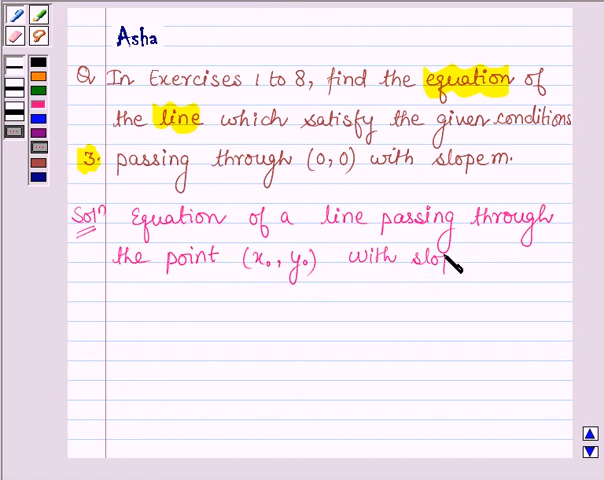 Asha
Q In Exercises 1 to 8, find the equation of
the line which satisfy the given conditions
3. passing through (0,0) with slope m.
Solⁿ Equation of a line passing through
the point (x₀, y₀) with slop